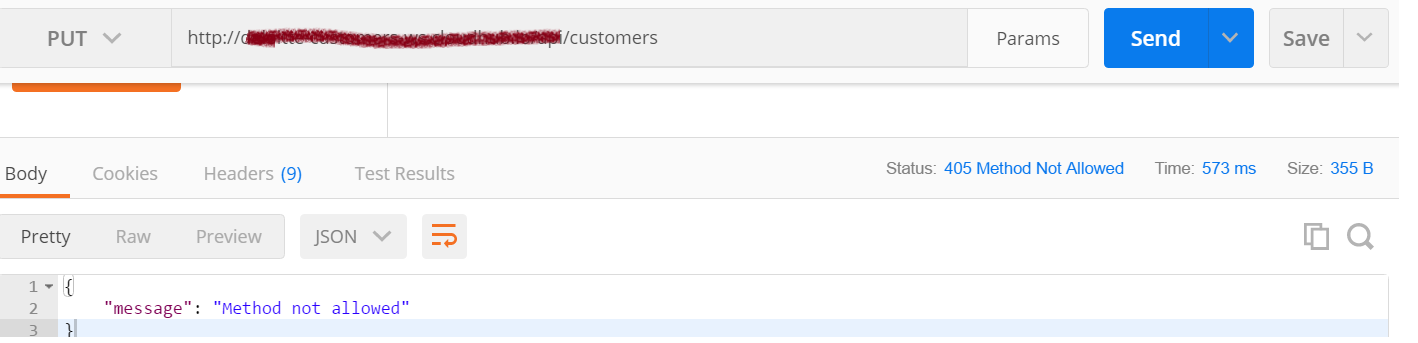 PUT
http://d /customers
Params
Send
Save
Body
Cookies
Headers (9)
Test Results
Status: 405 Method Not Allowed
Time: 573 ms
Size: 355 B
Pretty
Raw
Preview
JSON
1 {
2 "message": "Method not allowed"
3 }